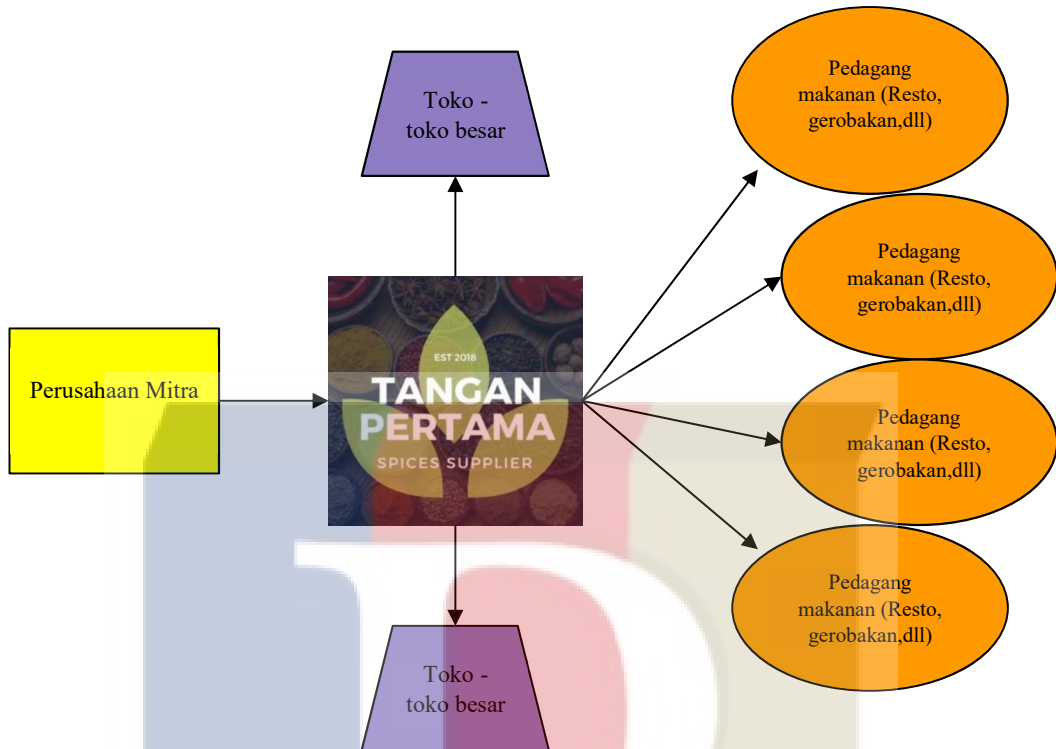 Toko -
toko besar
Pedagang
makanan (Resto,
gerobakan,dll)
Pedagang
makanan (Resto,
gerobakan,dll)
Perusahaan Mitra
EST 2018
TANGAN
PERTAMA
SPICES SUPPLIER
Pedagang
makanan (Resto,
gerobakan,dll)
Pedagang
makanan (Resto,
gerobakan,dll)
Toko -
toko besar